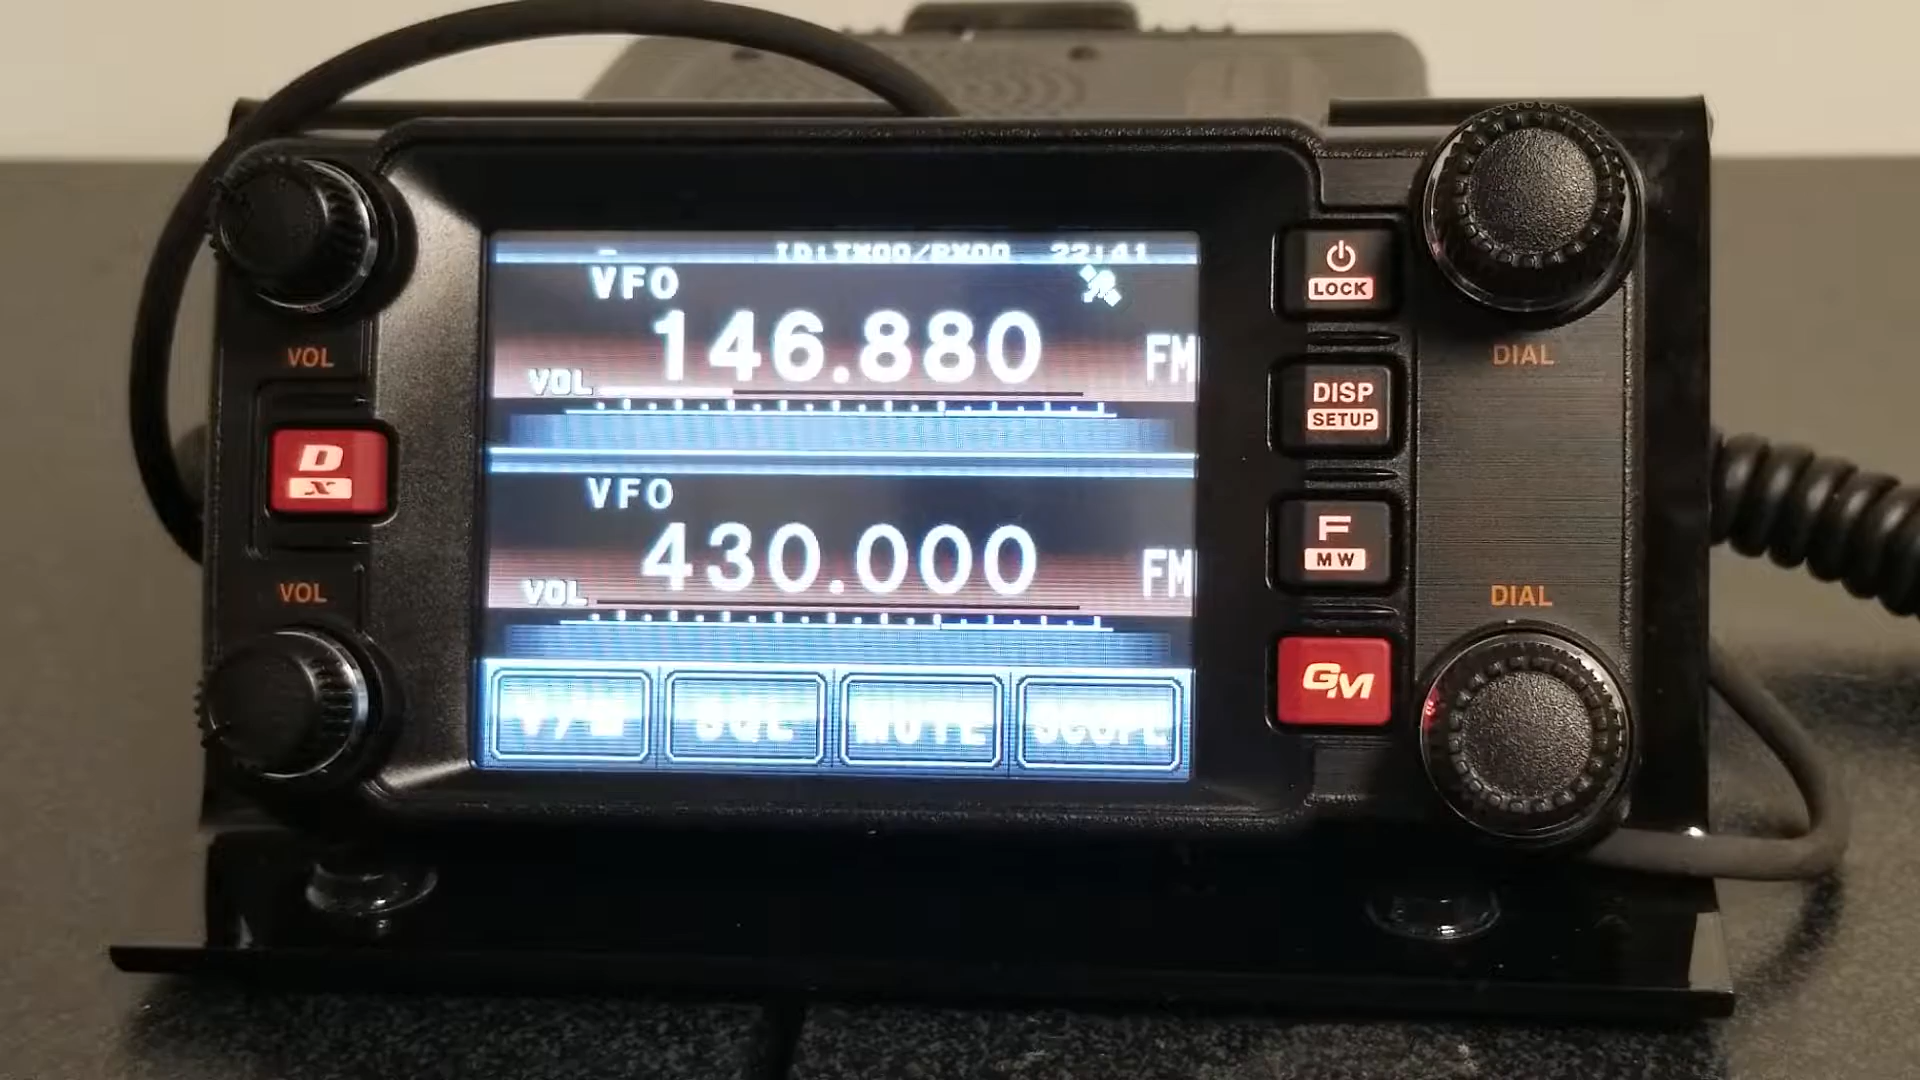 ID:TX00/RX00 22:41
VFO
146.880 FM
VOL
VFO
430.000 FM
VOL
V/M SQL MUTE SCOPE
VOL
D
X
VOL
LOCK
DISP
SETUP
F
MW
GM
DIAL
DIAL